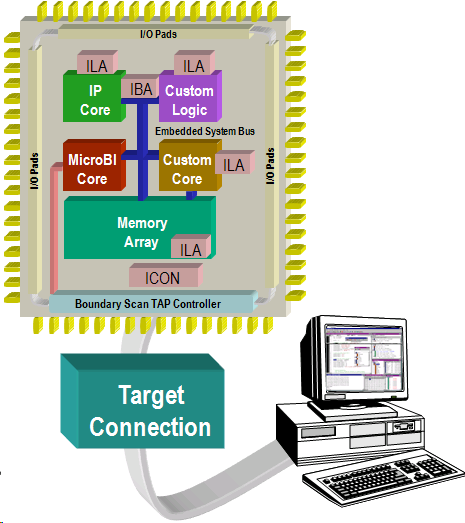 I/O Pads
ILA
ILA
IP
Core
IBA
Custom
Logic
Embedded System Bus
I/O Pads
MicroBl
Core
Custom
Core
ILA
I/O Pads
Memory
Array
ILA
ICON
Boundary Scan TAP Controller
Target
Connection